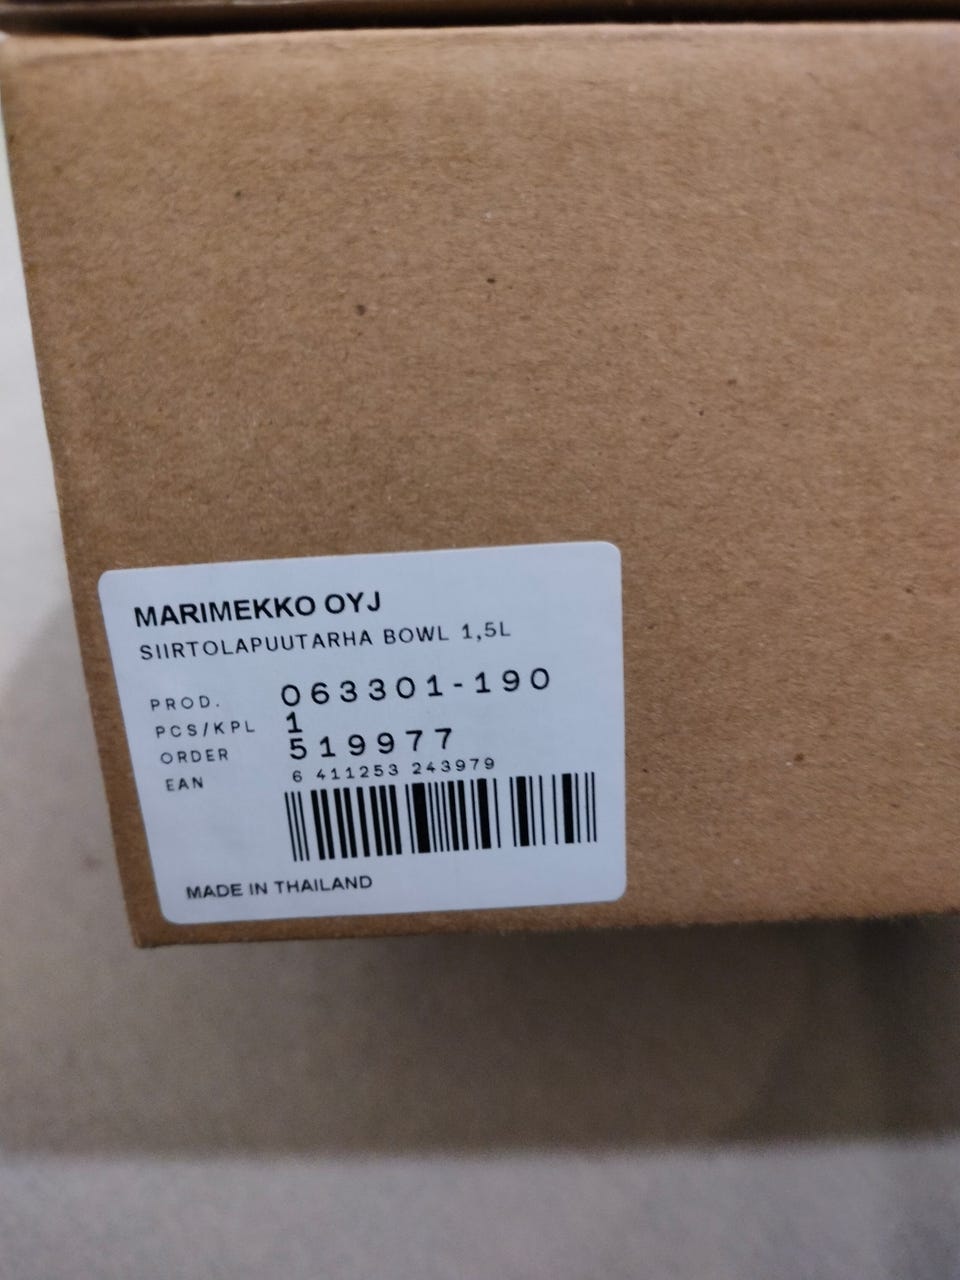 MARIMEKKO OYJ
SIIRTOLAPUUTARHA BOWL 1,5L
PROD. 063301-190
PCS/KPL 1
ORDER 519977
EAN 6 411253 243979
MADE IN THAILAND